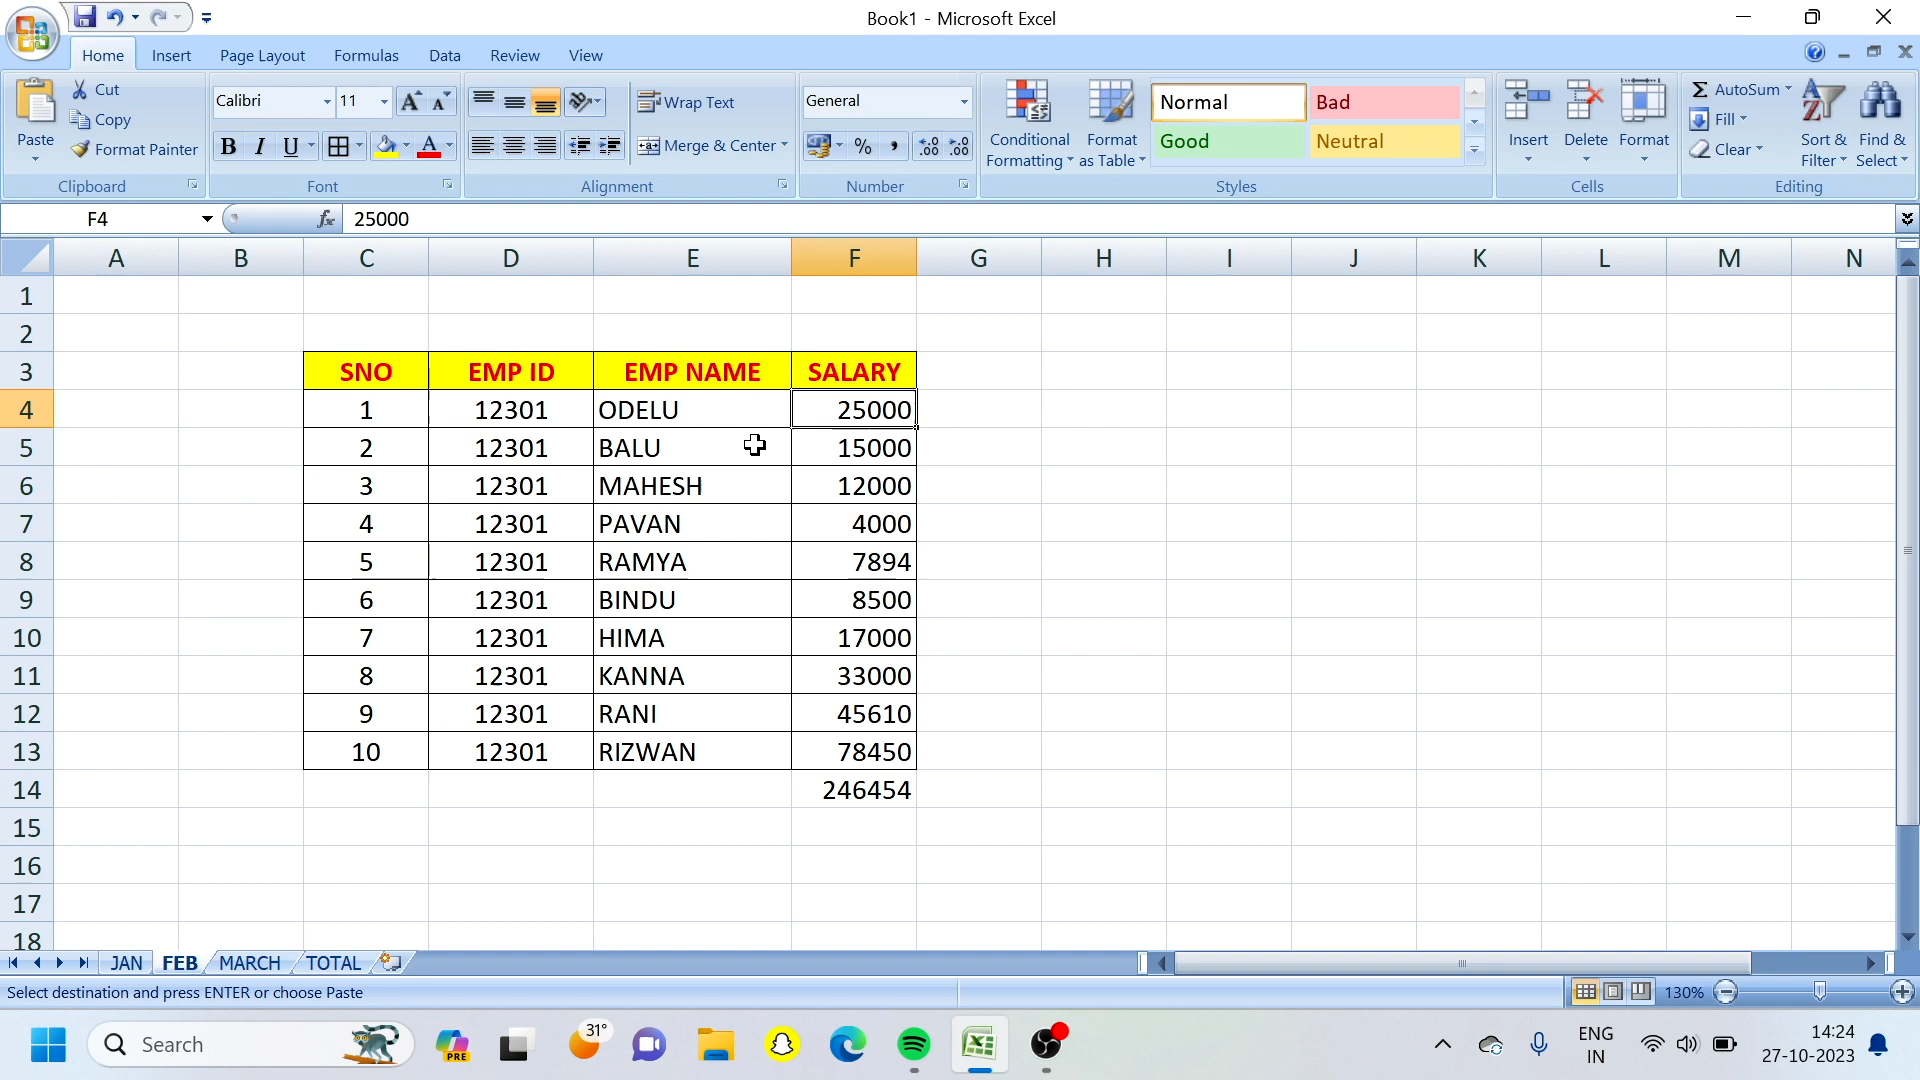 Book1 - Microsoft Excel
Home Insert Page Layout Formulas Data Review View
Paste
Cut
Copy
Format Painter
Clipboard
Calibri 11
B I U A
Font
Wrap Text
Merge & Center
Alignment
General
%
Number
Conditional Formatting
Format as Table
Normal Bad
Good Neutral
Styles
Insert Delete Format
Cells
Σ AutoSum
Fill
Clear
Sort & Filter
Find & Select
Editing
F4 fx 25000
A B C D E F G H I J K L M N
1
2
3 SNO EMP ID EMP NAME SALARY
4 1 12301 ODELU 25000
5 2 12301 BALU 15000
6 3 12301 MAHESH 12000
7 4 12301 PAVAN 4000
8 5 12301 RAMYA 7894
9 6 12301 BINDU 8500
10 7 12301 HIMA 17000
11 8 12301 KANNA 33000
12 9 12301 RANI 45610
13 10 12301 RIZWAN 78450
14 246454
15
16
17
18
JAN FEB MARCH TOTAL
Select destination and press ENTER or choose Paste 130%
Search PRE 31° ENG 14:24
IN 27-10-2023